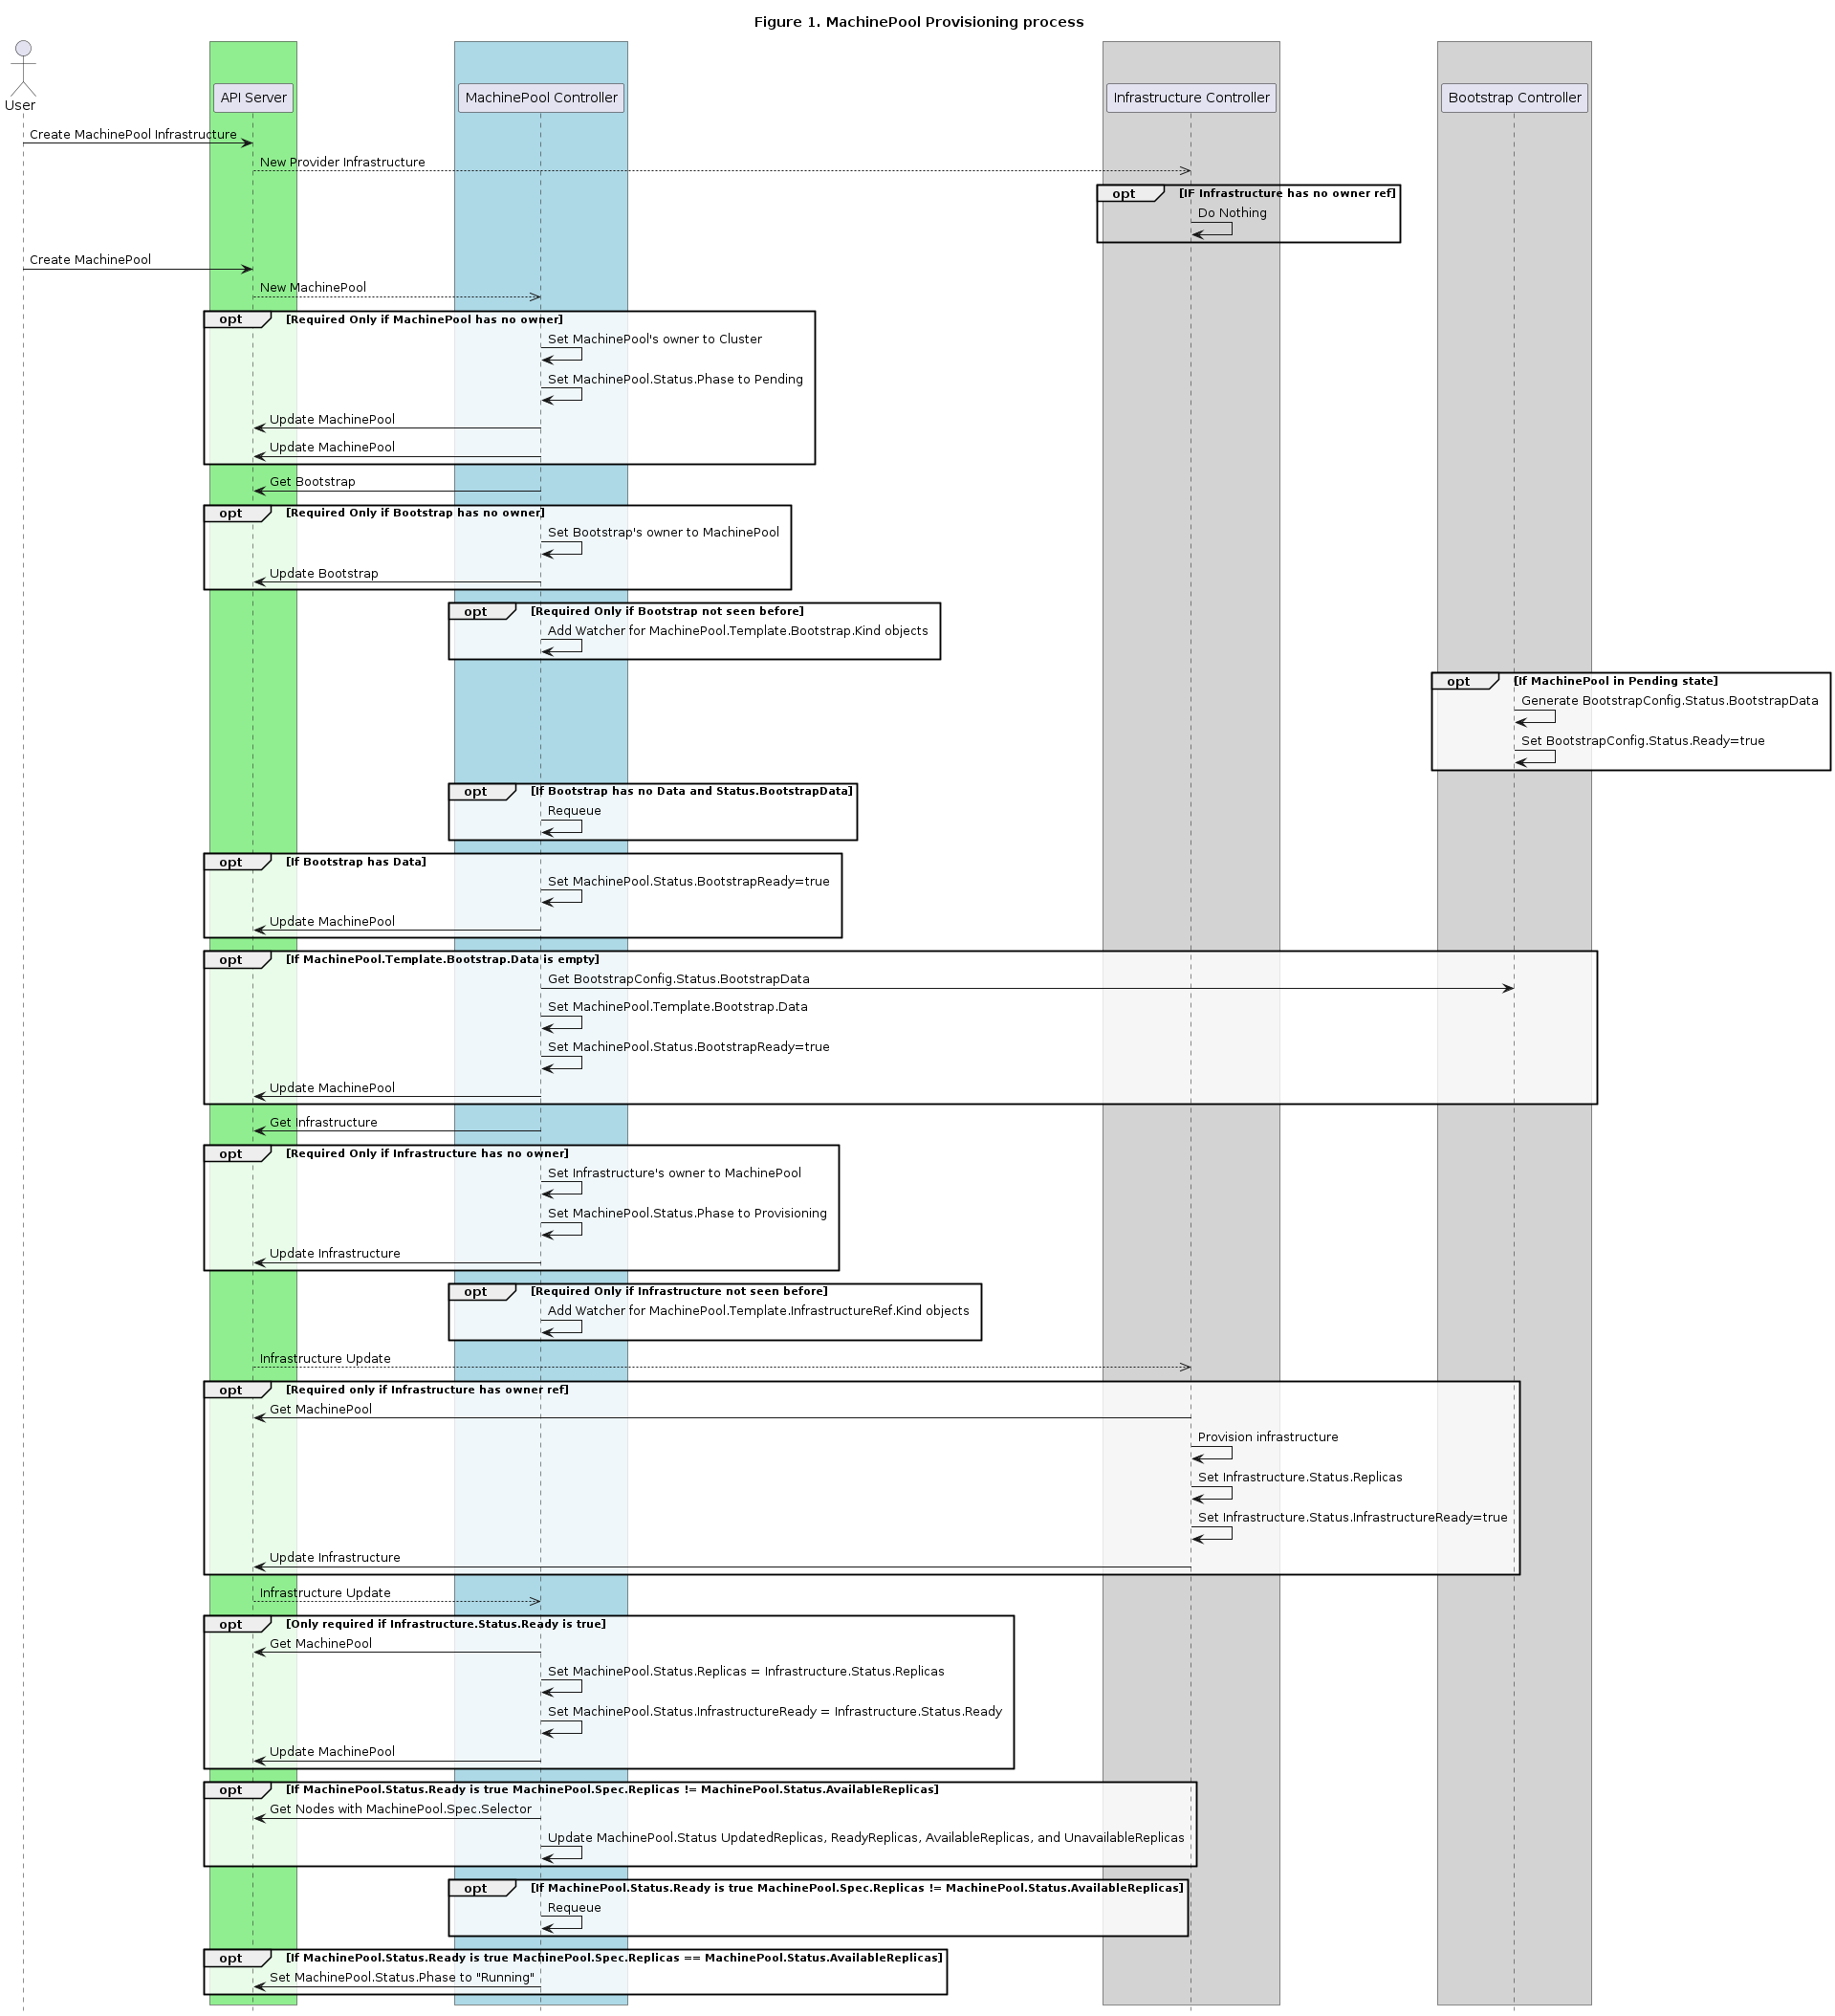 Figure 1. MachinePool Provisioning process
User
API Server
MachinePool Controller
Infrastructure Controller
Bootstrap Controller
Create MachinePool Infrastructure
New Provider Infrastructure
opt [IF Infrastructure has no owner ref]
Do Nothing
Create MachinePool
New MachinePool
opt [Required Only if MachinePool has no owner]
Set MachinePool's owner to Cluster
Set MachinePool.Status.Phase to Pending
Update MachinePool
Update MachinePool
Get Bootstrap
opt [Required Only if Bootstrap has no owner]
Set Bootstrap's owner to MachinePool
Update Bootstrap
opt [Required Only if Bootstrap not seen before]
Add Watcher for MachinePool.Template.Bootstrap.Kind objects
opt [If MachinePool in Pending state]
Generate BootstrapConfig.Status.BootstrapData
Set BootstrapConfig.Status.Ready=true
opt [If Bootstrap has no Data and Status.BootstrapData]
Requeue
opt [If Bootstrap has Data]
Set MachinePool.Status.BootstrapReady=true
Update MachinePool
opt [If MachinePool.Template.Bootstrap.Data is empty]
Get BootstrapConfig.Status.BootstrapData
Set MachinePool.Template.Bootstrap.Data
Set MachinePool.Status.BootstrapReady=true
Update MachinePool
Get Infrastructure
opt [Required Only if Infrastructure has no owner]
Set Infrastructure's owner to MachinePool
Set MachinePool.Status.Phase to Provisioning
Update Infrastructure
opt [Required Only if Infrastructure not seen before]
Add Watcher for MachinePool.Template.InfrastructureRef.Kind objects
Infrastructure Update
opt [Required only if Infrastructure has owner ref]
Get MachinePool
Provision infrastructure
Set Infrastructure.Status.Replicas
Set Infrastructure.Status.InfrastructureReady=true
Update Infrastructure
Infrastructure Update
opt [Only required if Infrastructure.Status.Ready is true]
Get MachinePool
Set MachinePool.Status.Replicas = Infrastructure.Status.Replicas
Set MachinePool.Status.InfrastructureReady = Infrastructure.Status.Ready
Update MachinePool
opt [If MachinePool.Status.Ready is true MachinePool.Spec.Replicas != MachinePool.Status.AvailableReplicas]
Get Nodes with MachinePool.Spec.Selector
Update MachinePool.Status UpdatedReplicas, ReadyReplicas, AvailableReplicas, and UnavailableReplicas
opt [If MachinePool.Status.Ready is true MachinePool.Spec.Replicas != MachinePool.Status.AvailableReplicas]
Requeue
opt [If MachinePool.Status.Ready is true MachinePool.Spec.Replicas == MachinePool.Status.AvailableReplicas]
Set MachinePool.Status.Phase to "Running"